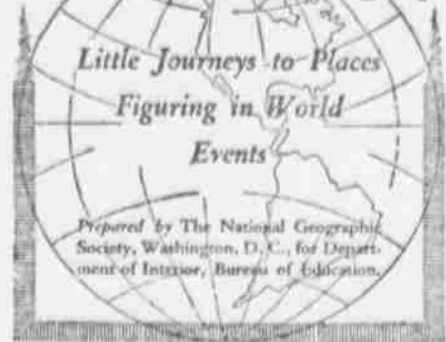 Little Journeys to Places
Figuring in World
Events
Prepared by The National Geographic
Society, Washington, D. C., for Depart-
ment of Interior, Bureau of Education.